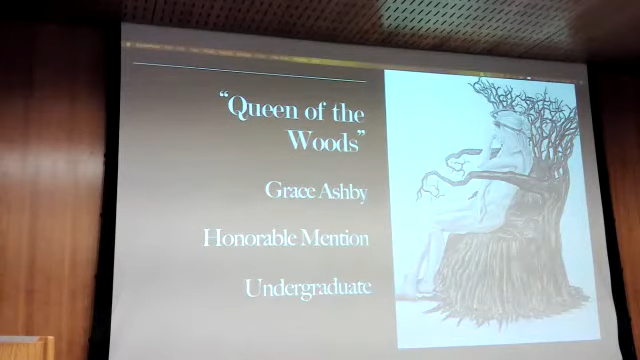 “Queen of the
Woods”
Grace Ashby
Honorable Mention
Undergraduate